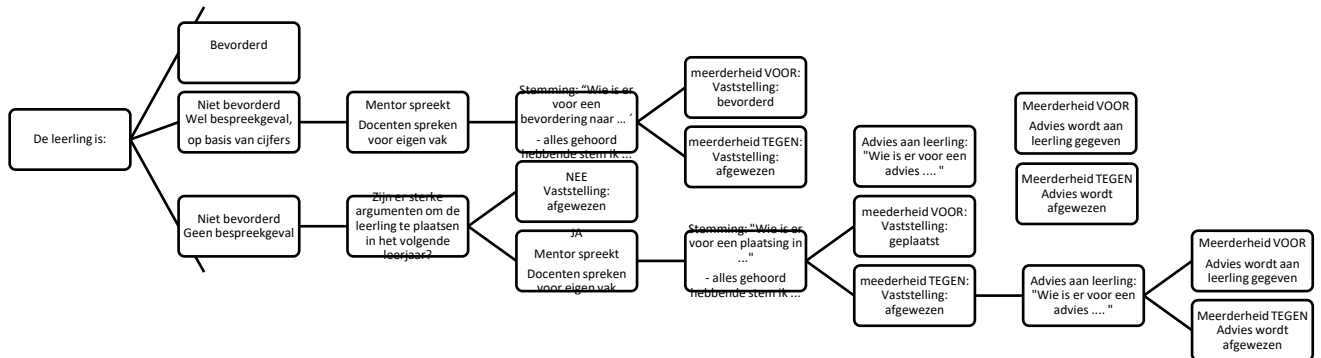 De leerling is:
Bevorderd
Niet bevorderd
Wel bespreekgeval,
op basis van cijfers
Mentor spreekt
Docenten spreken
voor eigen vak
Stemming: “Wie is er
voor een
bevordering naar ... ´
- alles gehoord
hebbende stem ik ...
meerderheid VOOR:
Vaststelling:
bevorderd
meerderheid TEGEN:
Vaststelling:
afgewezen
Advies aan leerling:
"Wie is er voor een
advies .... "
Meerderheid VOOR
Advies wordt aan
leerling gegeven
Meerderheid TEGEN
Advies wordt
afgewezen
Niet bevorderd
Geen bespreekgeval
Zijn er sterke
argumenten om de
leerling te plaatsen
in het volgende
leerjaar?
NEE
Vaststelling:
afgewezen
JA
Mentor spreekt
Docenten spreken
voor eigen vak
Stemming: "Wie is er
voor een plaatsing in
..."
- alles gehoord
hebbende stem ik ...
meederheid VOOR:
Vaststelling:
geplaatst
meederheid TEGEN:
Vaststelling:
afgewezen
Advies aan leerling:
"Wie is er voor een
advies .... "
Meerderheid VOOR
Advies wordt aan
leerling gegeven
Meerderheid TEGEN
Advies wordt
afgewezen